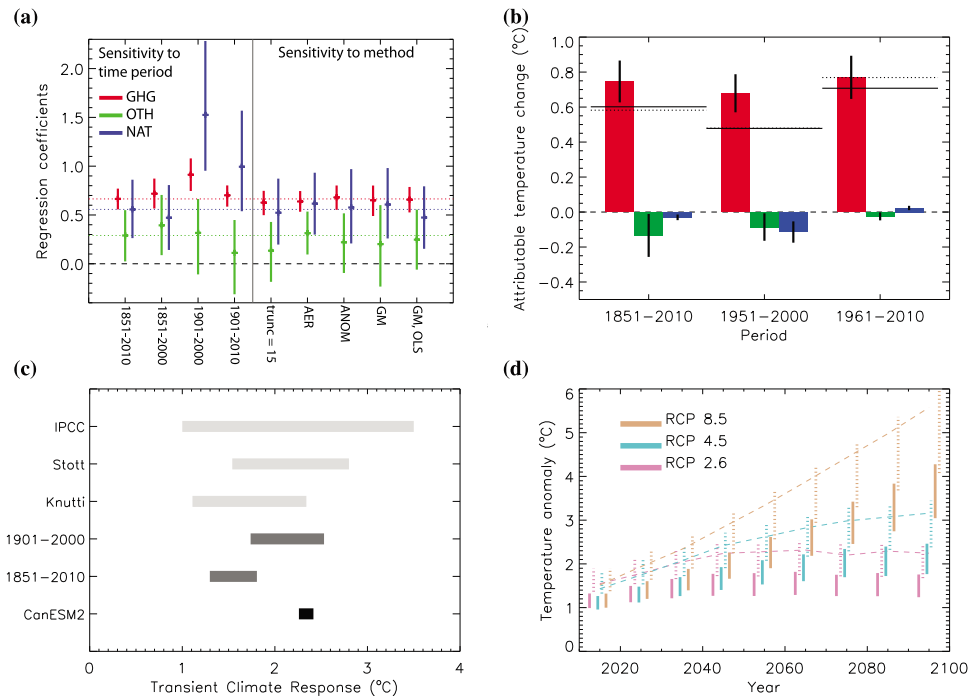 (a)
Sensitivity to
time period
Sensitivity to method
GHG
OTH
NAT
Regression coefficients
2.0
1.5
1.0
0.5
0.0
1851-2010
1851-2000
1901-2000
1901-2010
trunc = 15
AER
ANOM
GM
GM, OLS
(b)
Attributable temperature change (°C)
1.0
0.8
0.6
0.4
0.2
0.0
-0.2
-0.4
1851-2010
1951-2000
1961-2010
Period
(c)
IPCC
Stott
Knutti
1901-2000
1851-2010
CanESM2
0
1
2
3
4
Transient Climate Response (°C)
(d)
RCP 8.5
RCP 4.5
RCP 2.6
Temperature anomaly (°C)
6
5
4
3
2
1
0
2020
2040
2060
2080
2100
Year